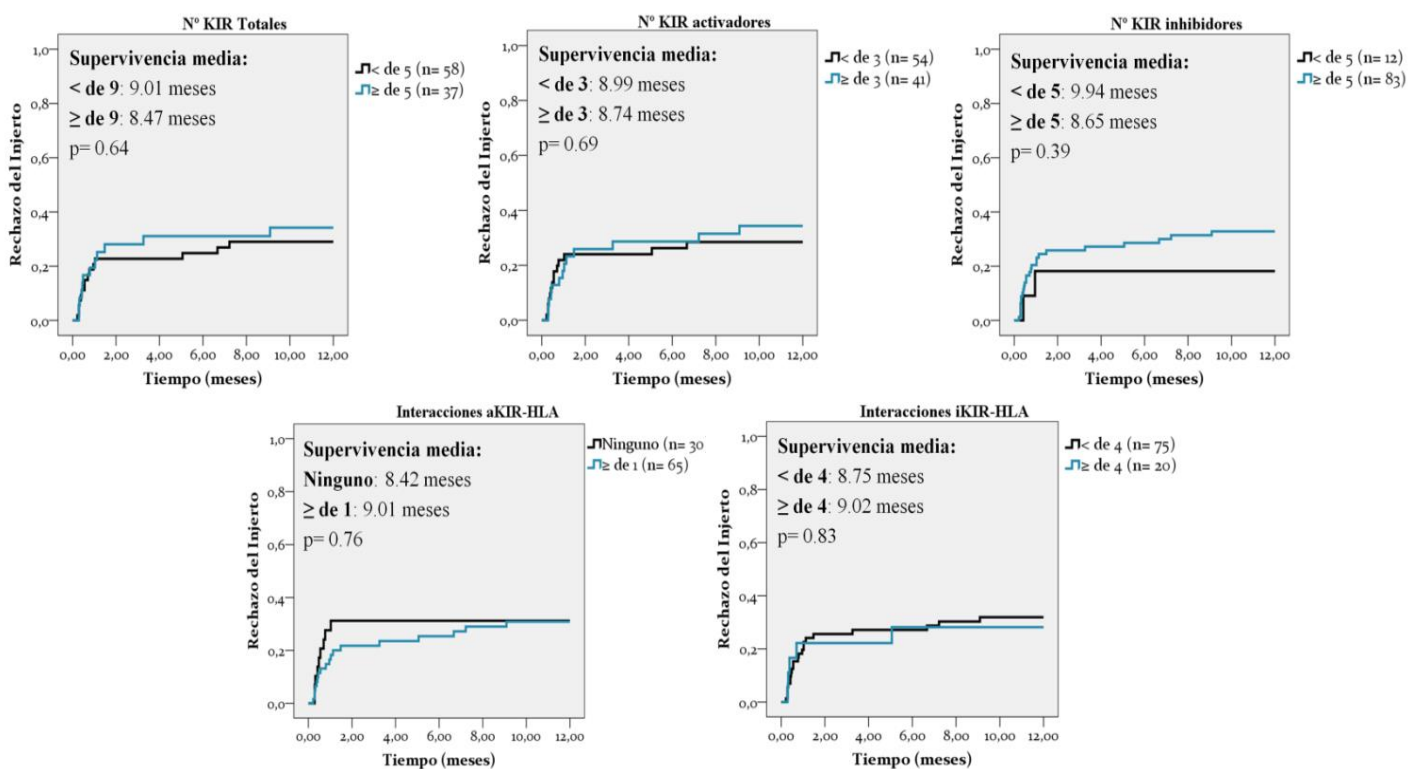 Nº KIR Totales
Supervivencia media:
< de 9: 9.01 meses
≥ de 9: 8.47 meses
p= 0.64
< de 5 (n= 58)
≥ de 5 (n= 37)
Rechazo del Injerto
1,0
0,8
0,6
0,4
0,2
0,0
0,00 2,00 4,00 6,00 8,00 10,00 12,00
Tiempo (meses)
Nº KIR activadores
Supervivencia media:
< de 3: 8.99 meses
≥ de 3: 8.74 meses
p= 0.69
< de 3 (n= 54)
≥ de 3 (n= 41)
Rechazo del Injerto
1,0
0,8
0,6
0,4
0,2
0,0
0,00 2,00 4,00 6,00 8,00 10,00 12,00
Tiempo (meses)
Nº KIR inhibidores
Supervivencia media:
< de 5: 9.94 meses
≥ de 5: 8.65 meses
p= 0.39
< de 5 (n= 12)
≥ de 5 (n= 83)
Rechazo del Injerto
1,0
0,8
0,6
0,4
0,2
0,0
0,00 2,00 4,00 6,00 8,00 10,00 12,00
Tiempo (meses)
Interacciones aKIR-HLA
Supervivencia media:
Ninguno: 8.42 meses
≥ de 1: 9.01 meses
p= 0.76
Ninguno (n= 30
≥ de 1 (n= 65)
Rechazo del Injerto
1,0
0,8
0,6
0,4
0,2
0,0
0,00 2,00 4,00 6,00 8,00 10,00 12,00
Tiempo (meses)
Interacciones iKIR-HLA
Supervivencia media:
< de 4: 8.75 meses
≥ de 4: 9.02 meses
p= 0.83
< de 4 (n= 75)
≥ de 4 (n= 20)
Rechazo del Injerto
1,0
0,8
0,6
0,4
0,2
0,0
0,00 2,00 4,00 6,00 8,00 10,00 12,00
Tiempo (meses)